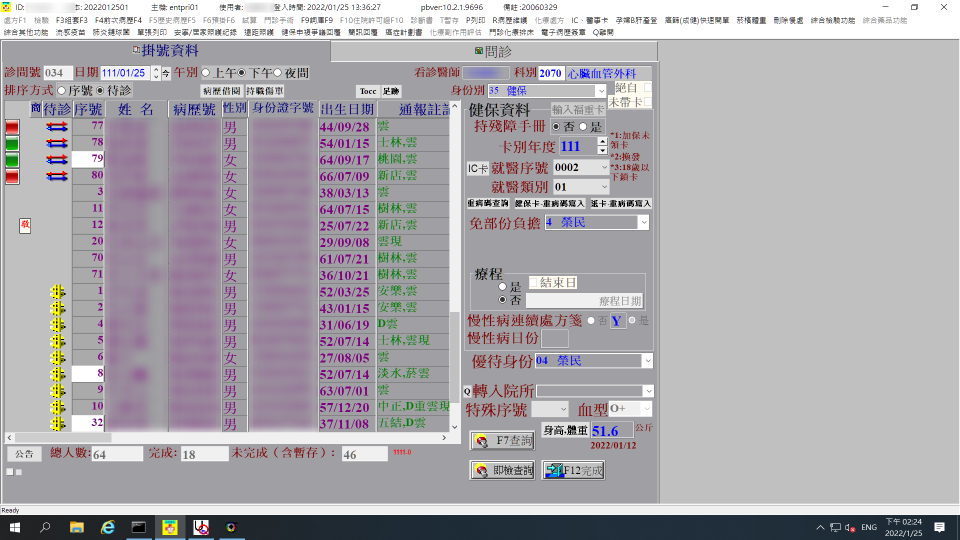 ID: 號: 2022012501 主機: entpri01 使用者: 登入時間: 2022/01/25 13:36:27 pbver:10.2.1.9696 備註:20060329
處方F1 檢驗 F3組套F3 F4前次病歷F4 F5歷史病歷F5 F6預掛F6 試算 門診手術 F9詞庫F9 F10住院許可證F10 診斷書 T暫存 P列印 R病歷維護 化療處方 IC、醫事卡 孕婦B肝產登 癌篩(成健)快速開單 菸檳體重 刪除慢處 綜合檢驗功能 綜合藥品功能
綜合其他功能 流感疫苗 肺炎鏈球菌 單張列印 安寧/居家照護紀錄 遠距照護 健保申複爭議回覆 簡訊回覆 癌症計劃書 化療副作用評估 門診化療排床 電子病歷簽章 Q離開
掛號資料
問診
診間號 034 日期 111/01/25 今 午別 上午 下午 夜間 看診醫師 科別 2070 心臟血管外科
排序方式 序號 待診 病歷借閱 持職傷單 Tocc 足跡 身份別 35 健保 絕自
未帶卡
商 待診 序號 姓 名 病歷號 性別 身份證字號 出生日期 通報註記
77 男 44/09/28 雲
78 男 54/01/15 士林,雲
79 女 64/09/17 桃園,雲
80 男 66/07/09 新店,雲
3 女 38/03/13 雲
11 女 64/07/15 樹林,雲
12 男 25/07/22 新店,雲
20 女 29/09/08 雲現
70 男 61/07/21 樹林,雲
71 女 36/10/21 樹林,雲
1 男 52/03/25 安樂,雲
2 男 43/01/15 安樂,雲
4 男 31/06/19 D雲
5 男 52/07/14 士林,雲現
6 女 27/08/05 雲
8 男 52/07/14 淡水,菸雲
9 男 63/07/01 雲
10 男 57/12/20 中正,D重雲現
32 男 37/11/08 五結,D雲
公告 總人數: 64 完成: 18 未完成（含暫存）: 46 1111-0
健保資料 輸入福重卡
持殘障手冊 否 是
卡別年度 111
*1:加保未領卡
*2:換發
*3:18歲以下鎖卡
IC卡 就醫序號 0002
就醫類別 01
重病碼查詢 健保卡-重病碼寫入 紙卡-重病碼寫入
免部份負擔 4 榮民
療程
是 結束日
否 療程日期
慢性病連續處方箋 否 Y 是
慢性病日份
優待身份 04 榮民
Q 轉入院所
特殊序號 血型 O+
F7查詢 身高.體重 51.6 公斤
2022/01/12
即檢查詢 F12完成
Ready
ENG 下午 02:24
2022/1/25